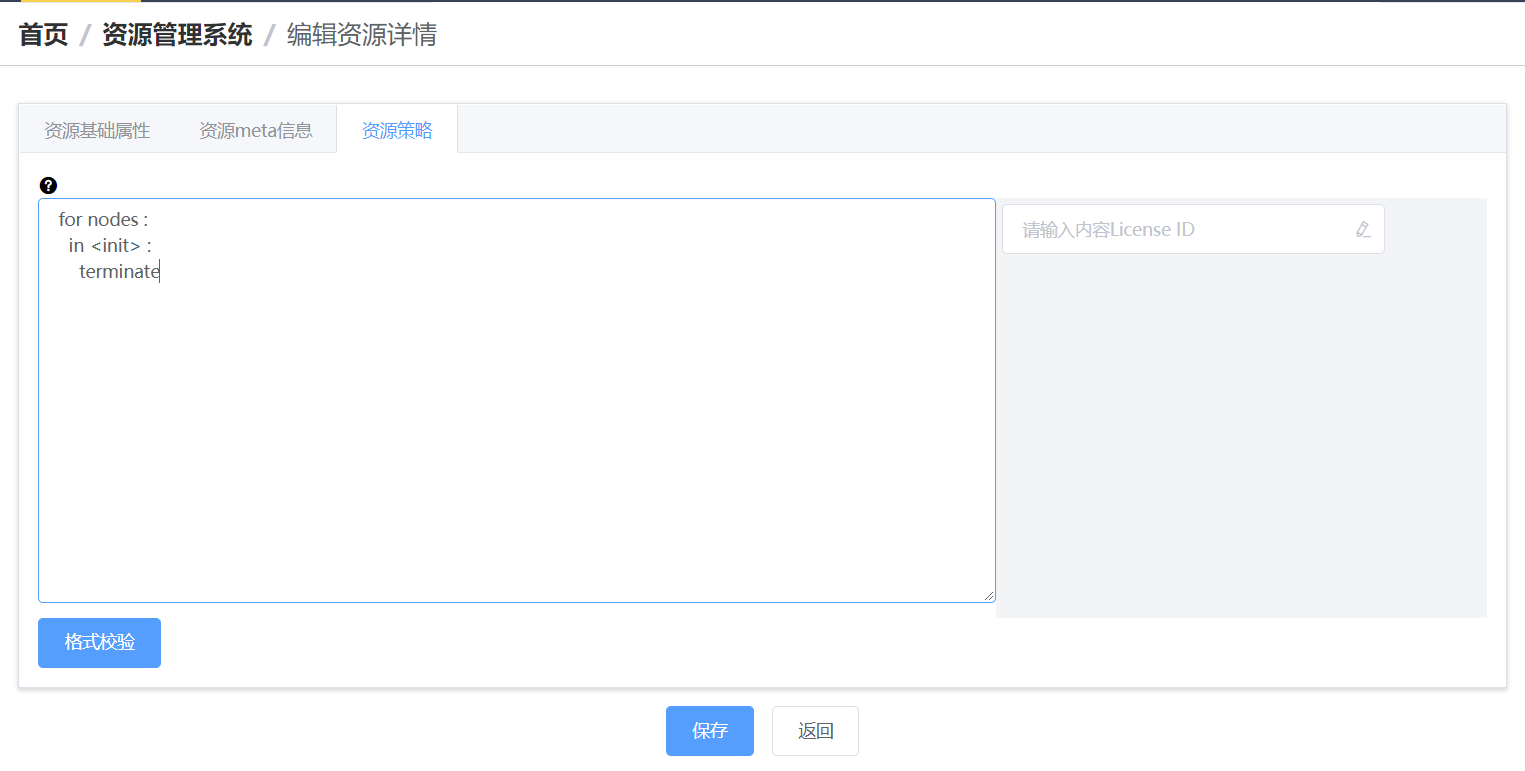 首页 / 资源管理系统 / 编辑资源详情
资源基础属性 资源meta信息 资源策略
?
for nodes :
in <init> :
terminate
请输入内容License ID
格式校验
保存 返回